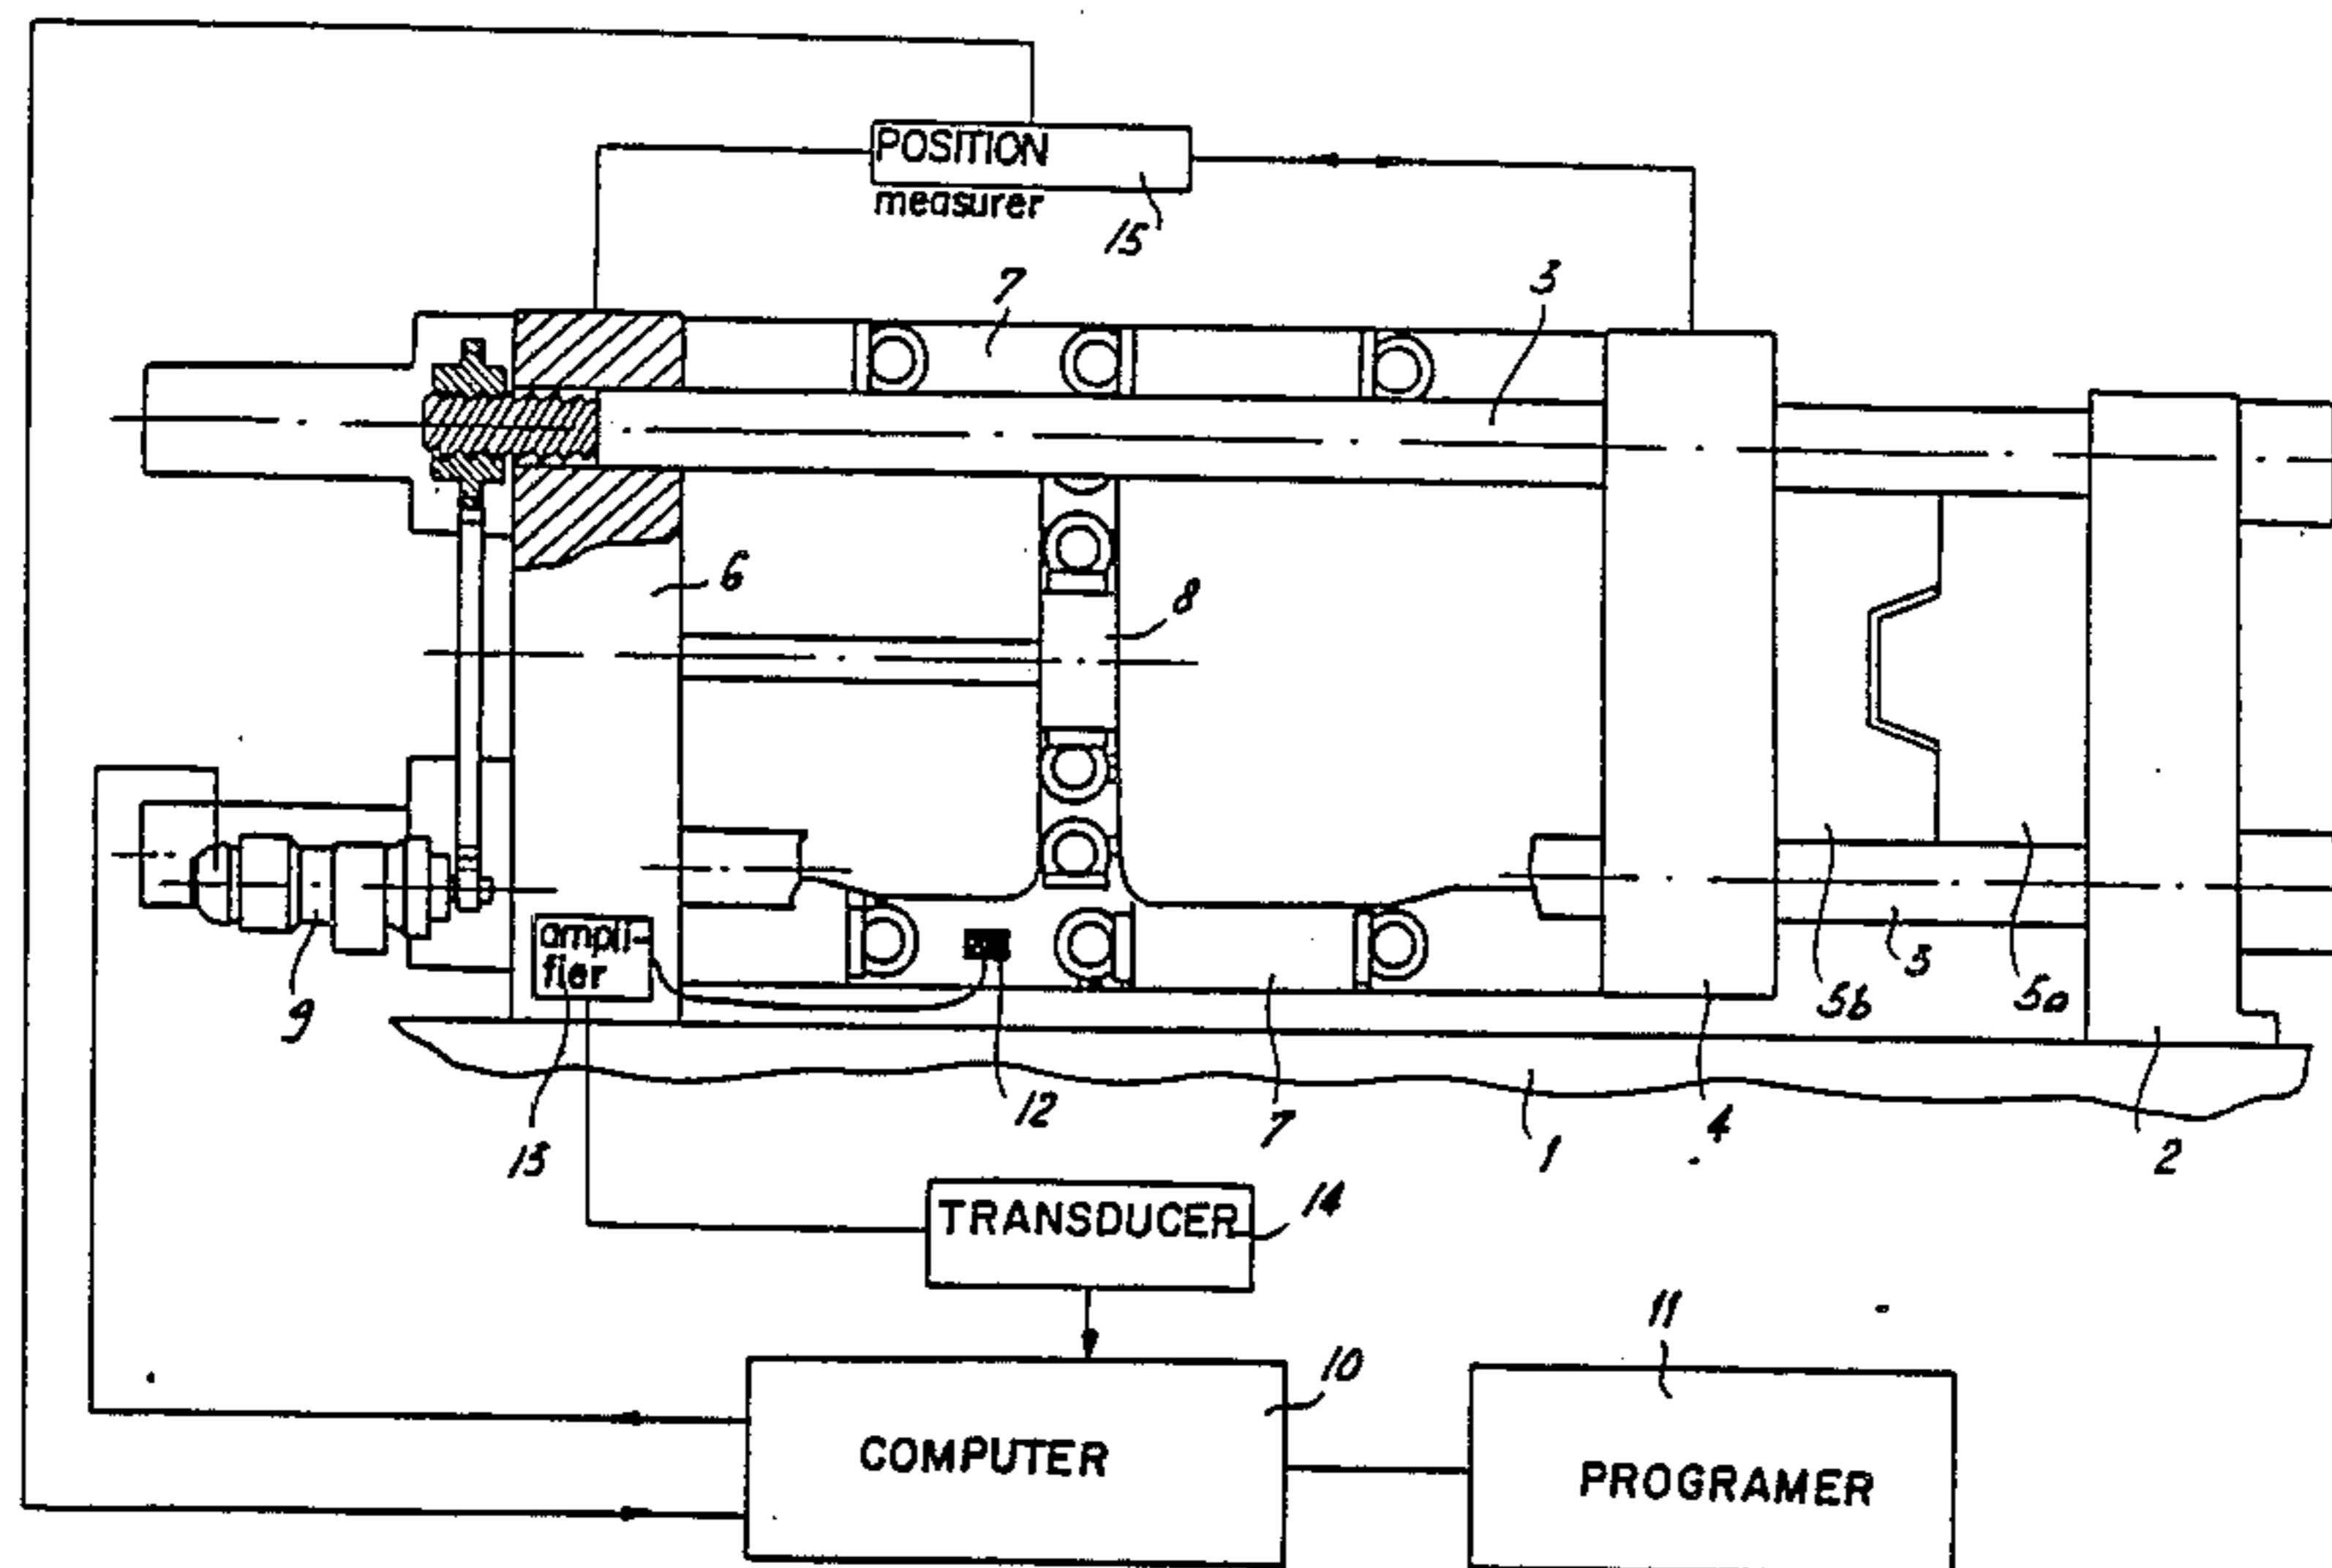 POSITION
measurer
15
7
3
6
8
ampli-
fier
9
5b
3
5a
13
12
7
1
4
2
TRANSDUCER
14
11
10
COMPUTER
PROGRAMER